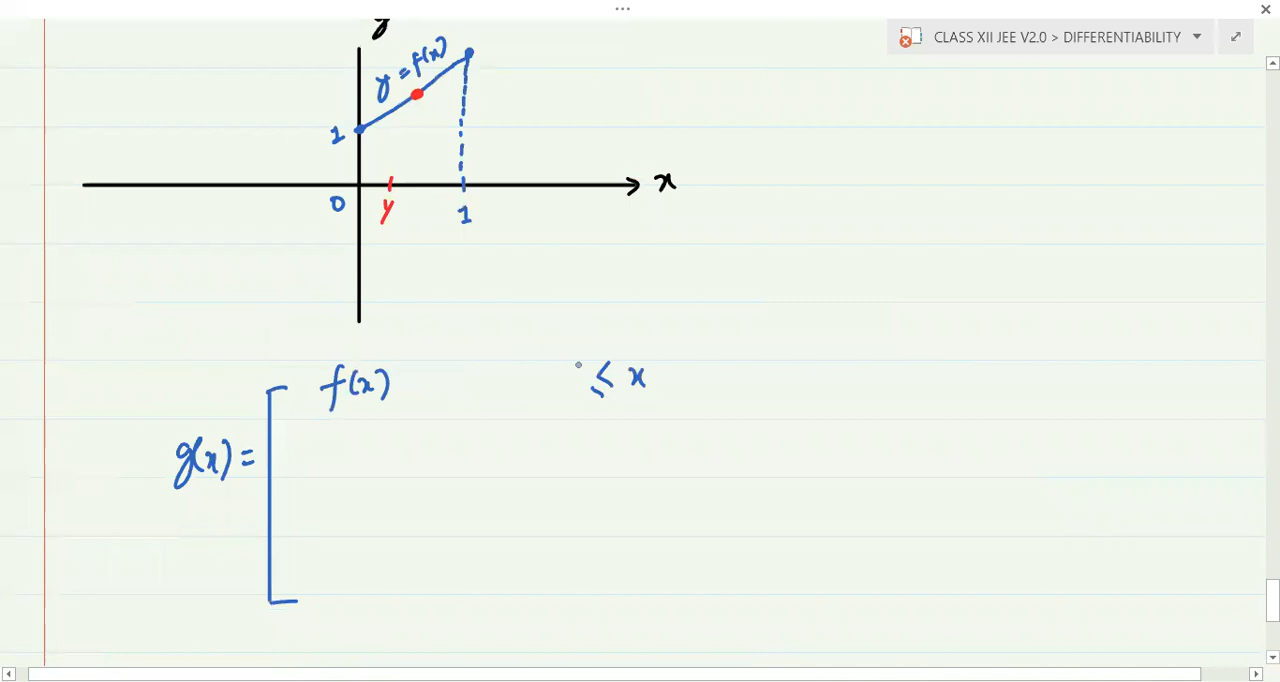 ...
CLASS XII JEE V2.0 > DIFFERENTIABILITY
y
y = f(x)
1
x
0
y
1
f(x) ≤ x
g(x) =